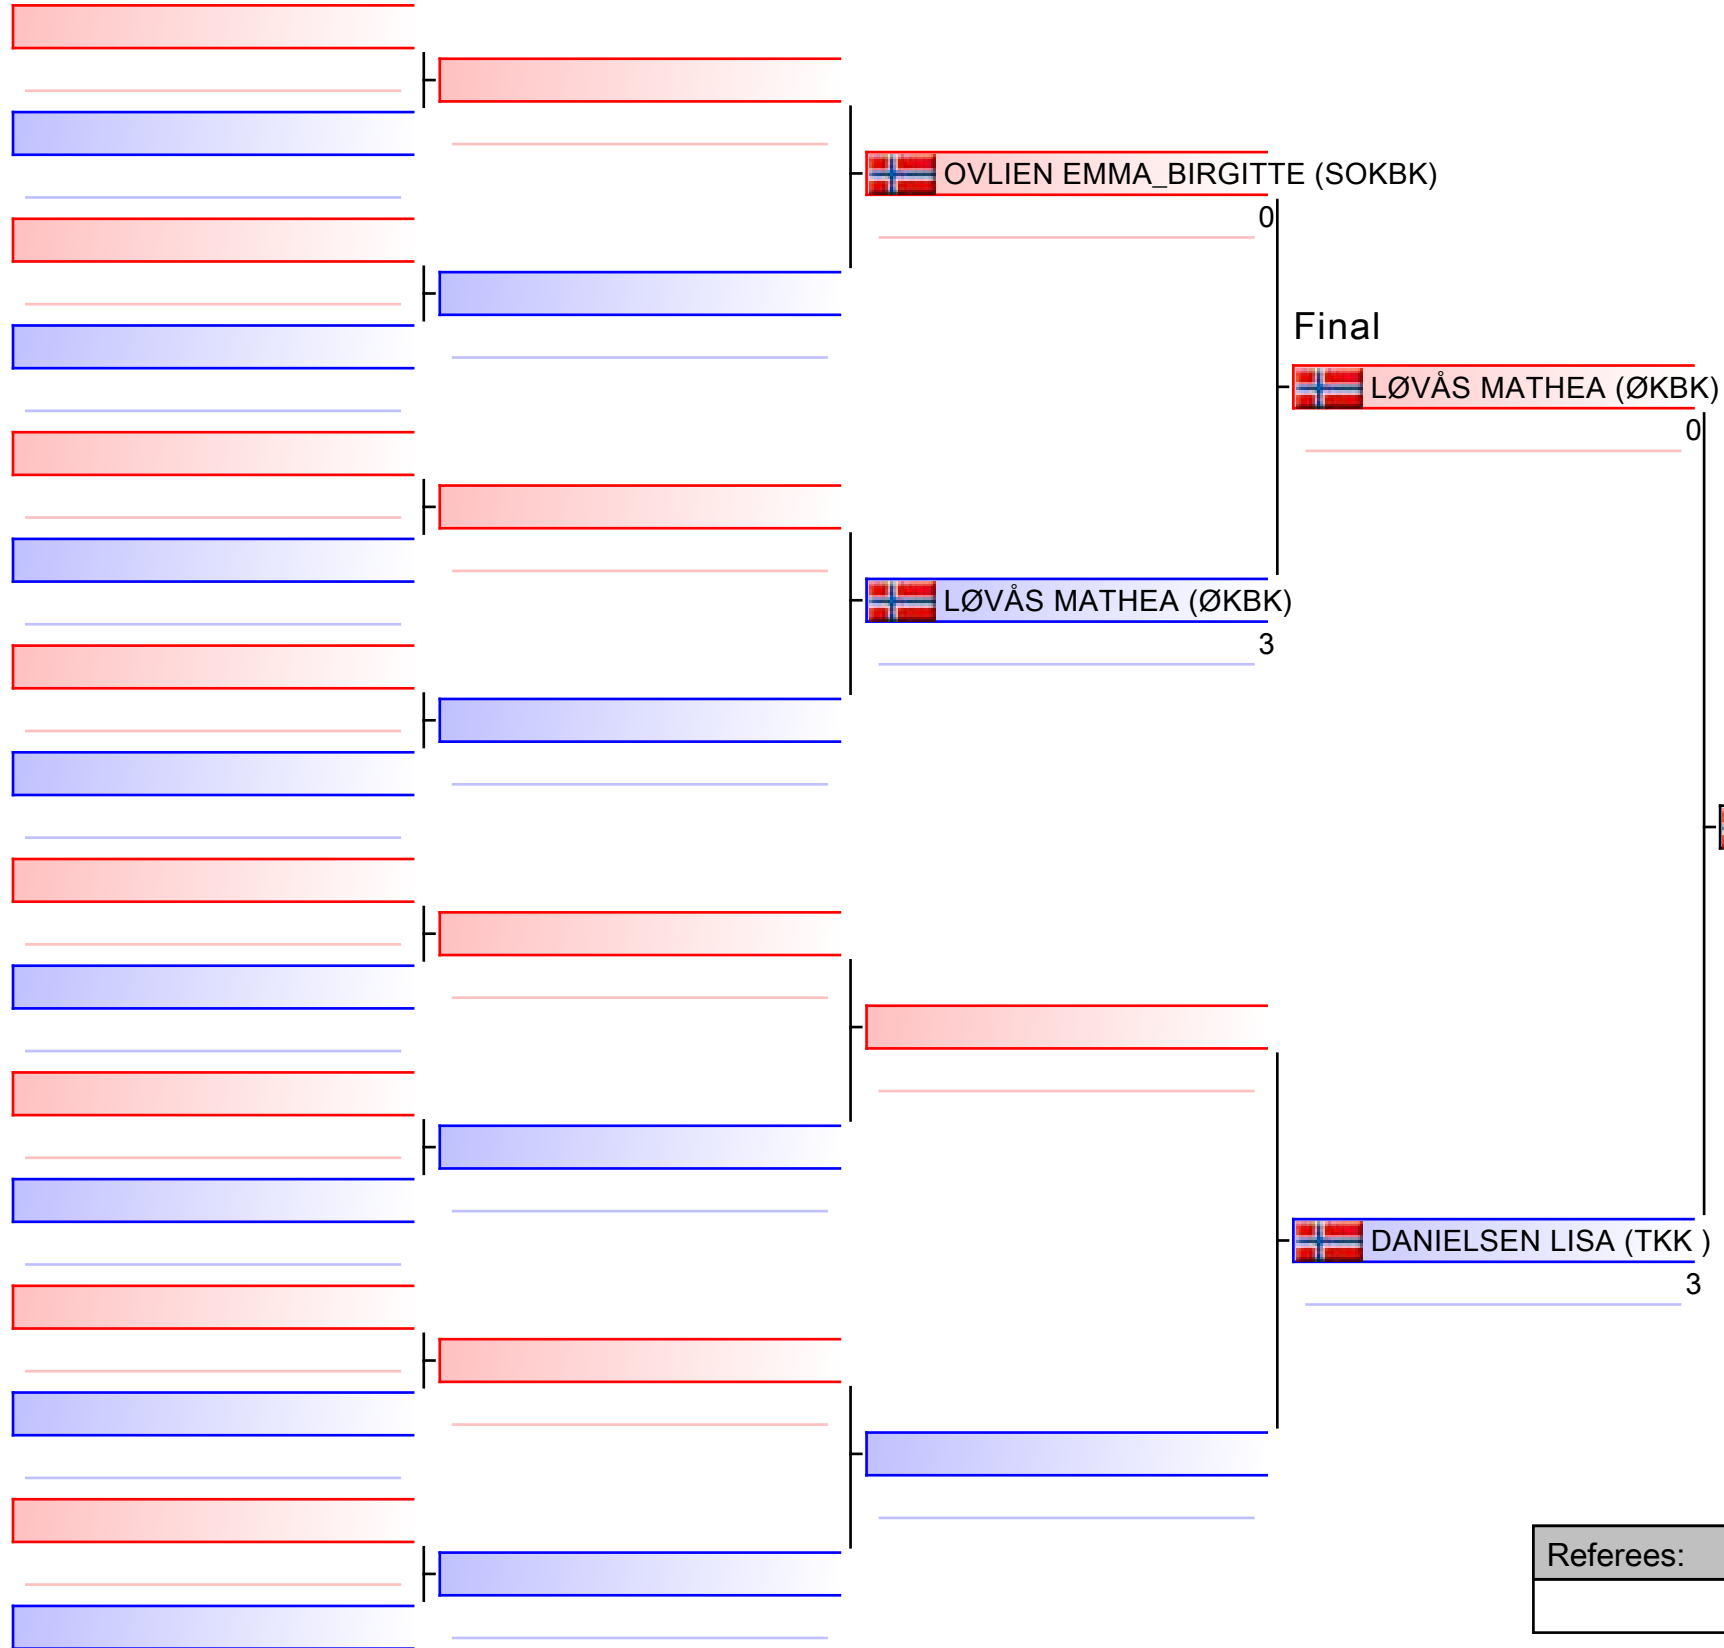 OVLIEN EMMA_BIRGITTE (SOKBK)
0
Final
LØVÅS MATHEA (ØKBK)
0
LØVÅS MATHEA (ØKBK)
3
DANIELSEN LISA (TKK )
3
Referees: